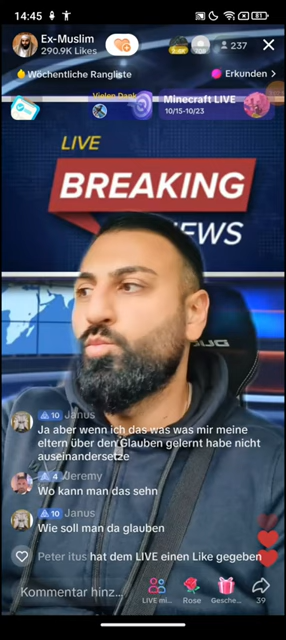 14:45
81
Ex-Muslim
290.9K Likes
237
Wöchentliche Rangliste
Erkunden >
Vielen Dank
Minecraft LIVE
10/15-10/23
LIVE
BREAKING
NEWS
10 Janus
Ja aber wenn ich das was was mir meine
eltern über den Glauben gelernt habe nicht
auseinandersetze
4 Jeremy
Wo kann man das sehn
10 Janus
Wie soll man da glauben
Peter itus hat dem LIVE einen Like gegeben
Kommentar hinz...
LIVE mi...
Rose
Gesche...
39